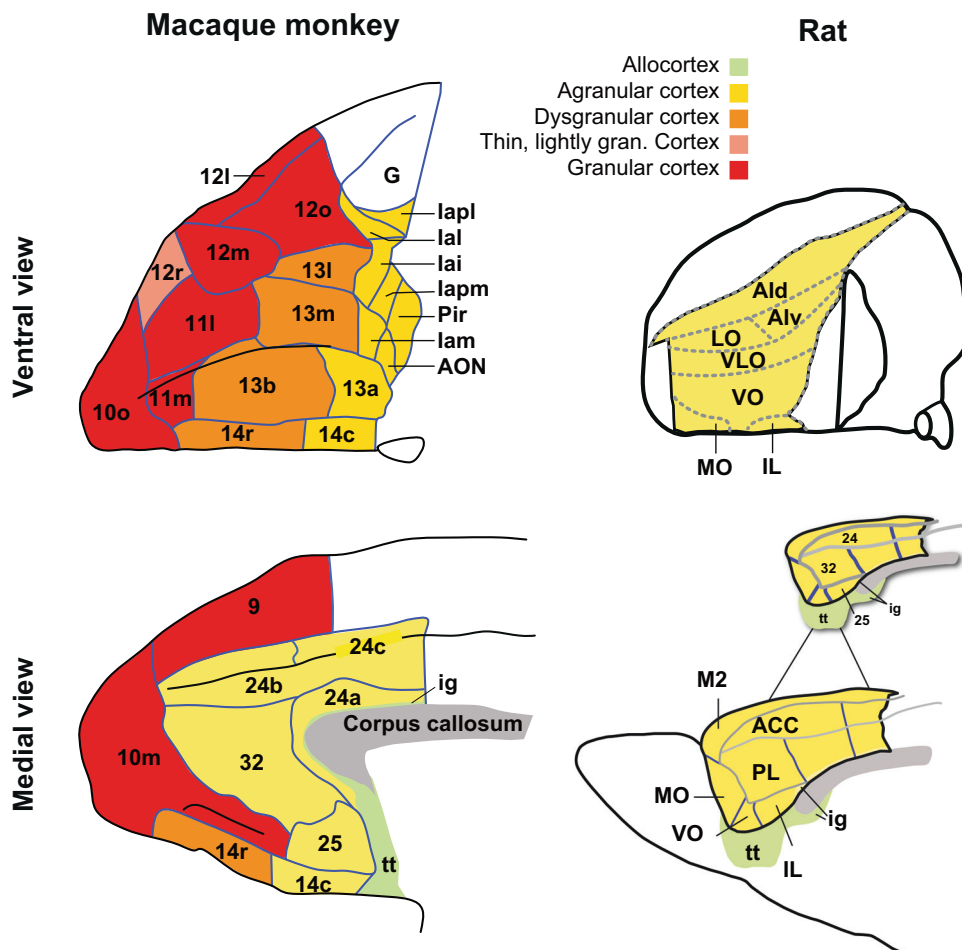 Macaque monkey
Rat
Allocortex
Agranular cortex
Dysgranular cortex
Thin, lightly gran. Cortex
Granular cortex
Ventral view
12l
12o
G
Iapl
Ial
Iai
Iapm
Pir
Iam
AON
12m
12r
13l
13m
11l
11m
13b
13a
10o
14r
14c
AId
AIv
LO
VLO
VO
MO
IL
Medial view
9
24c
24b
24a
ig
Corpus callosum
10m
32
25
14r
14c
tt
24
32
ig
25
tt
M2
ACC
PL
MO
VO
ig
tt
IL